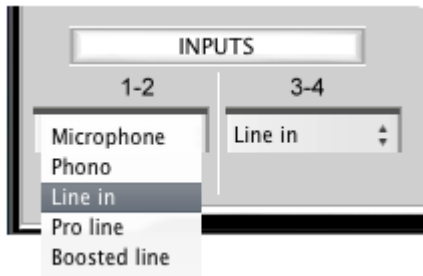 INPUTS
1-2
3-4
Microphone
Phono
Line in
Pro line
Boosted line
Line in